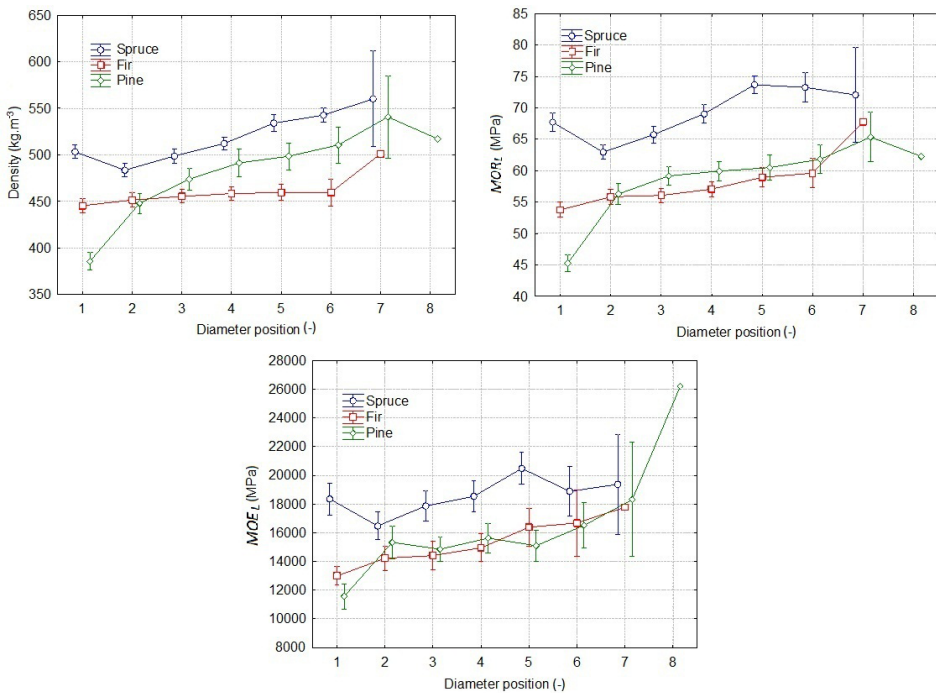 650
600
550
500
450
400
350
Density (kg.m-3)
Spruce
Fir
Pine
1 2 3 4 5 6 7 8
Diameter position (-)
85
80
75
70
65
60
55
50
45
40
MORL (MPa)
Spruce
Fir
Pine
1 2 3 4 5 6 7 8
Diameter position (-)
28000
26000
24000
22000
20000
18000
16000
14000
12000
10000
8000
MOEL (MPa)
Spruce
Fir
Pine
1 2 3 4 5 6 7 8
Diameter position (-)